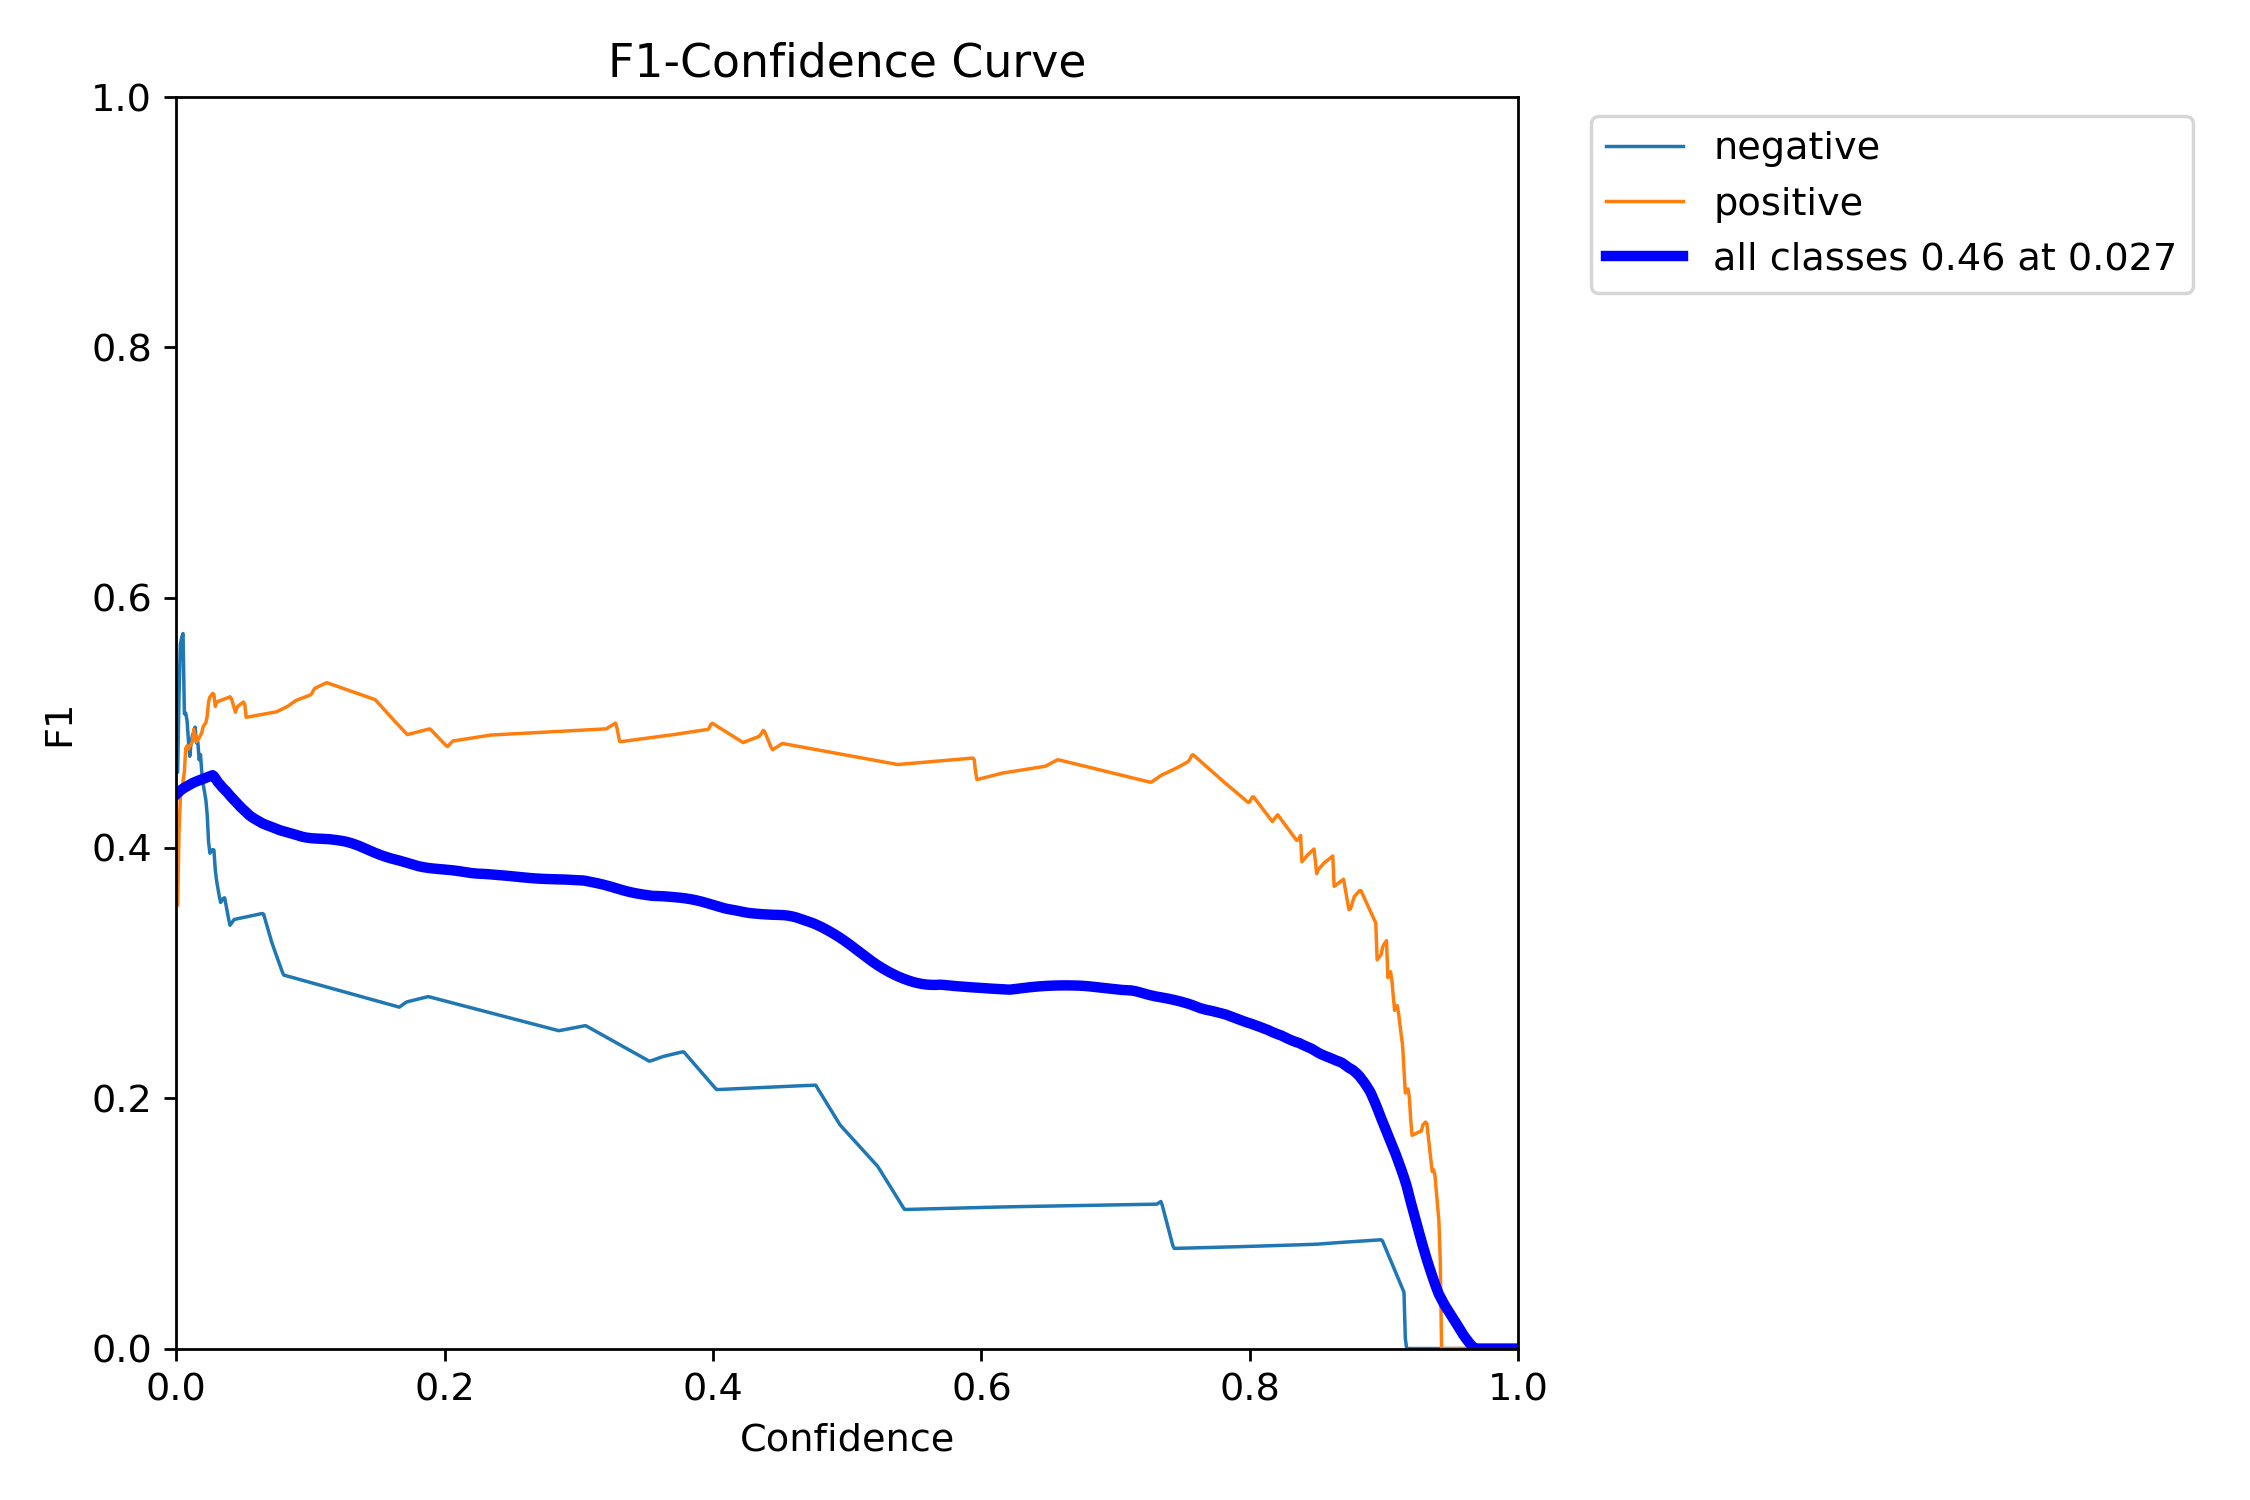 F1-Confidence Curve
1.0
0.8
0.6
0.4
0.2
0.0
F1
0.0 0.2 0.4 0.6 0.8 1.0
Confidence
negative
positive
all classes 0.46 at 0.027